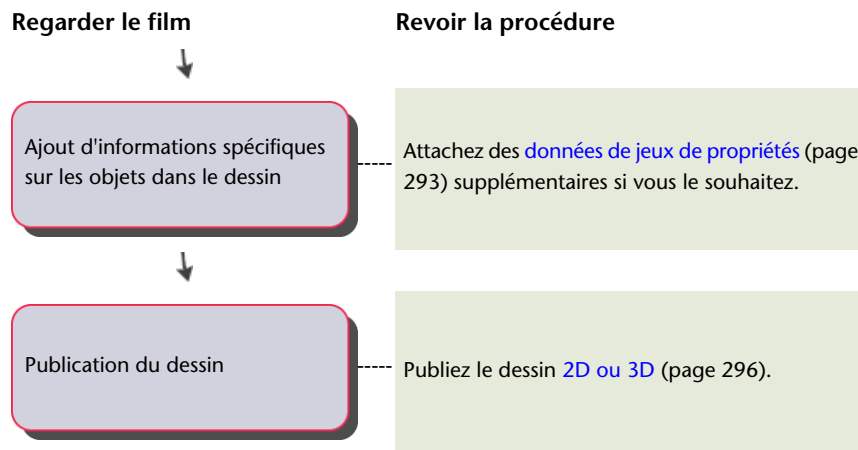 Regarder le film
Revoir la procédure
Ajout d'informations spécifiques
sur les objets dans le dessin
Attachez des données de jeux de propriétés (page
293) supplémentaires si vous le souhaitez.
Publication du dessin
Publiez le dessin 2D ou 3D (page 296).